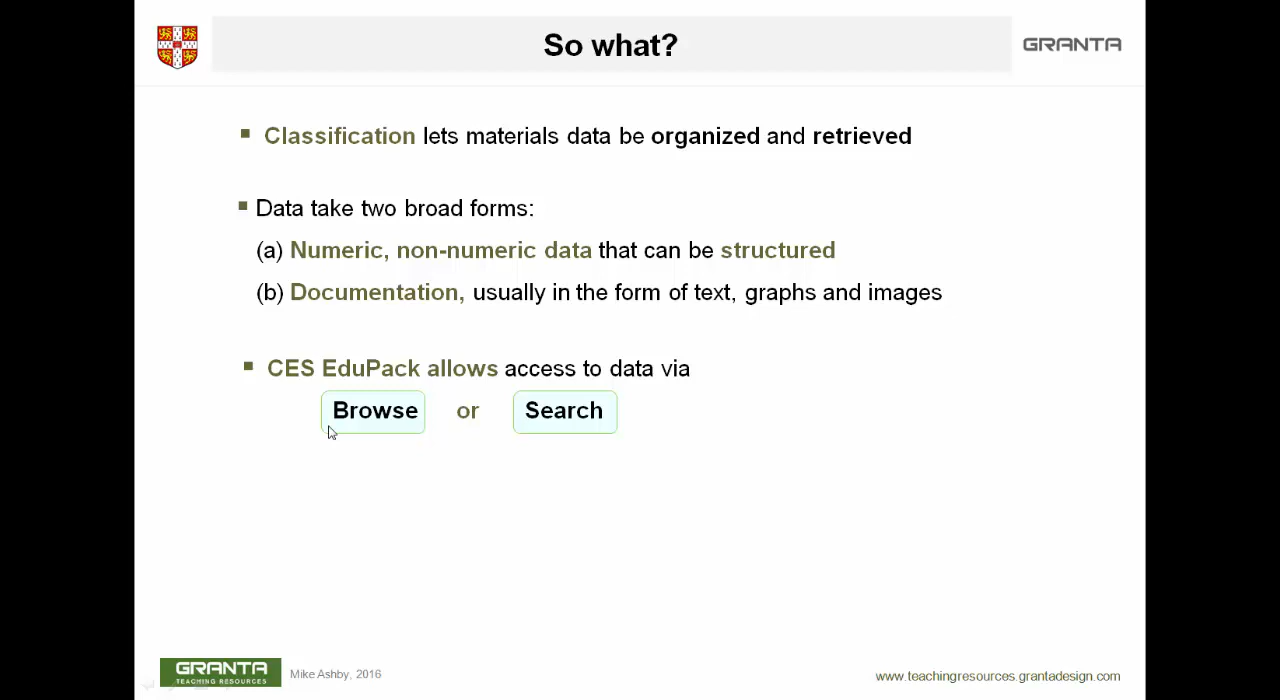 So what?
GRANTA
▪ Classification lets materials data be organized and retrieved
▪ Data take two broad forms:
(a) Numeric, non-numeric data that can be structured
(b) Documentation, usually in the form of text, graphs and images
▪ CES EduPack allows access to data via
Browse or Search
GRANTA
TEACHING RESOURCES
Mike Ashby, 2016
www.teachingresources.grantadesign.com